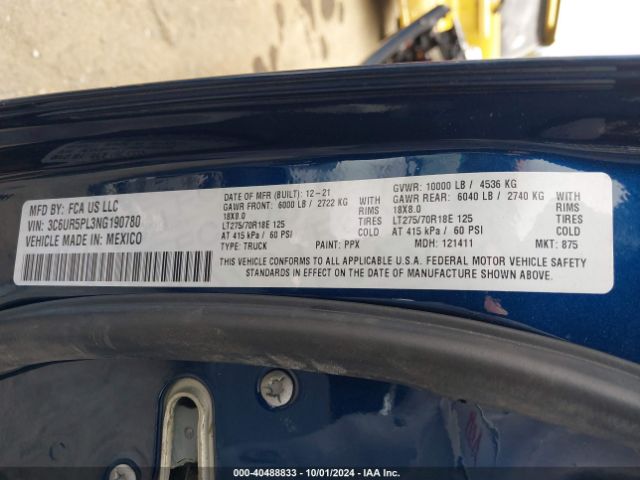 MFD BY: FCA US LLC
VIN: 3C6UR5PL3NG190780
VEHICLE MADE IN: MEXICO
DATE OF MFR (BUILT): 12-21
GAWR FRONT: 6000 LB / 2722 KG WITH
18X8.0 RIMS
LT275/70R18E 125
AT 415 kPa / 60 PSI COLD
TYPE: TRUCK PAINT: PPX
GVWR: 10000 LB / 4536 KG
GAWR REAR: 6040 LB / 2740 KG WITH
18X8.0 RIMS
LT275/70R18E 125
AT 415 kPa / 60 PSI COLD
MDH: 121411 MKT: 875
THIS VEHICLE CONFORMS TO ALL APPLICABLE U.S.A. FEDERAL MOTOR VEHICLE SAFETY
STANDARDS IN EFFECT ON THE DATE OF MANUFACTURE SHOWN ABOVE.
000-40488833 - 10/01/2024 - IAA Inc.